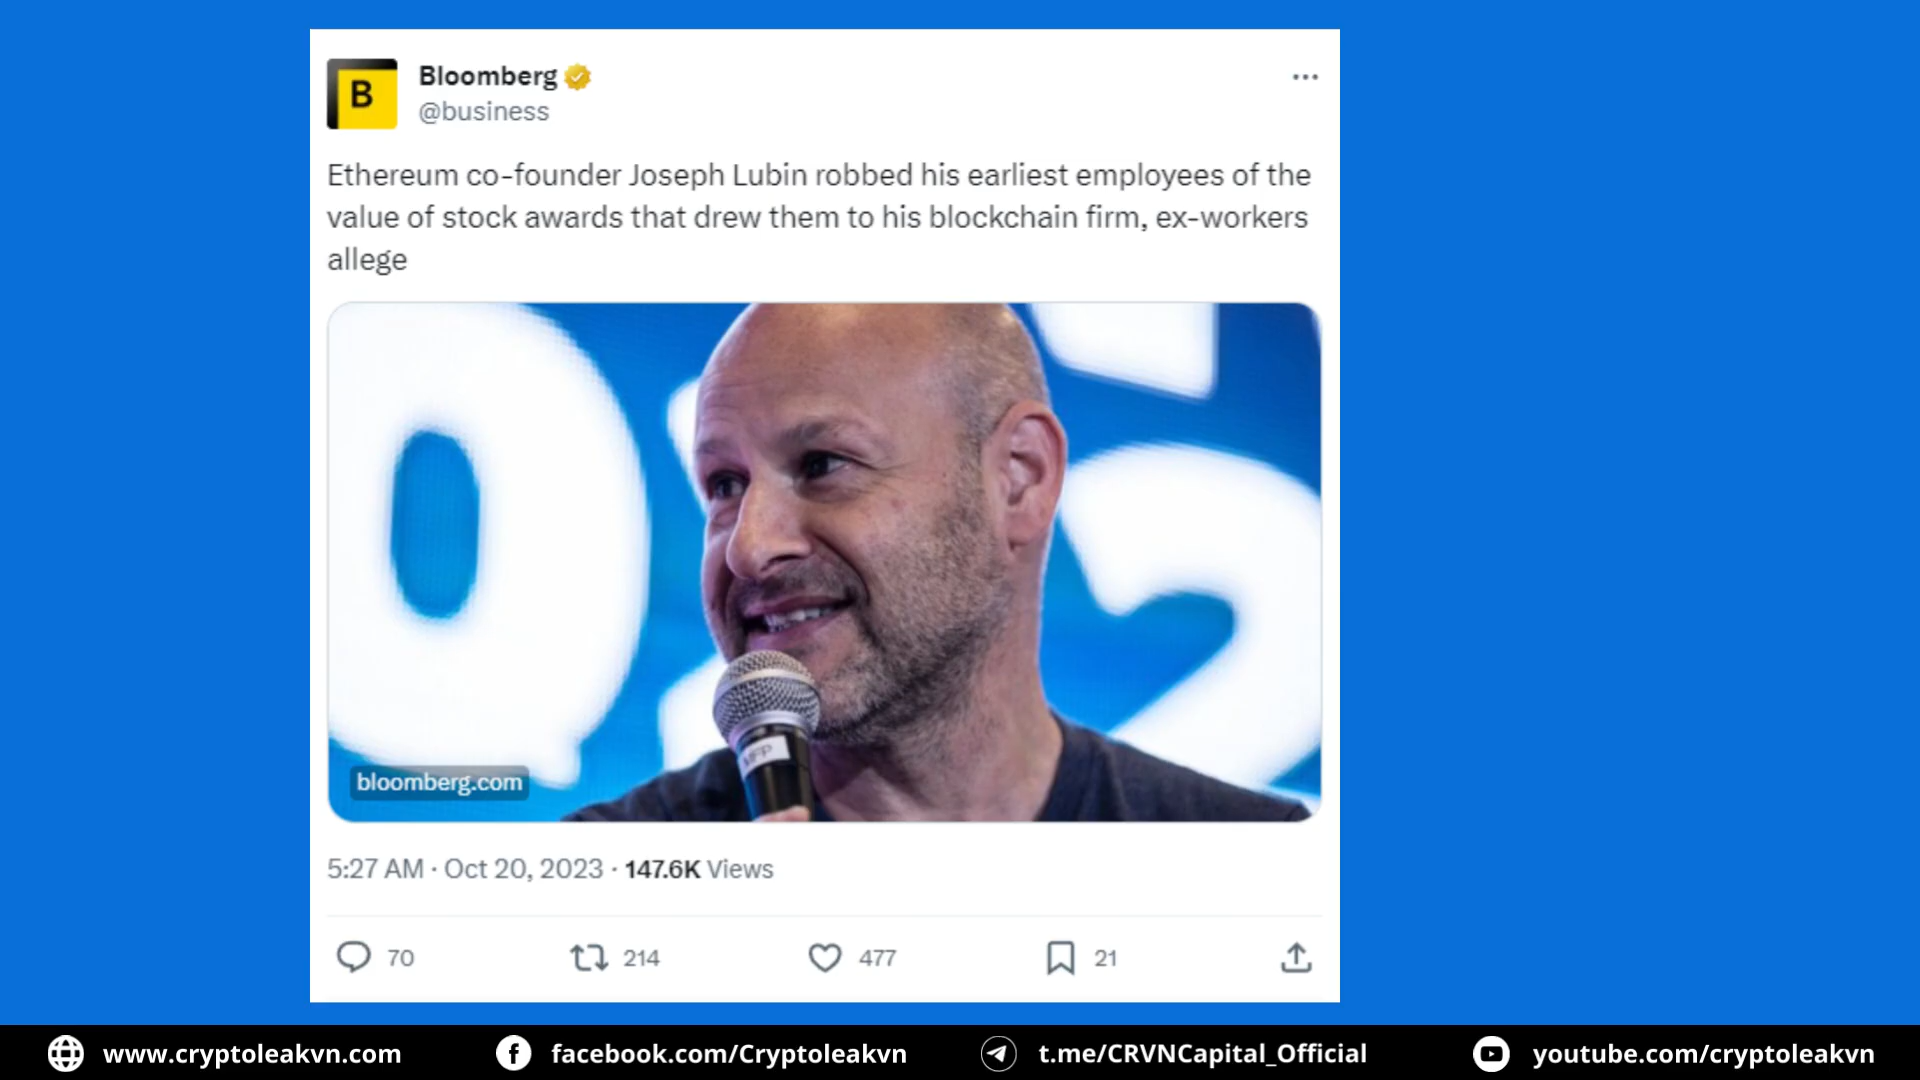 B
Bloomberg
@business
Ethereum co-founder Joseph Lubin robbed his earliest employees of the
value of stock awards that drew them to his blockchain firm, ex-workers
allege
MFP
bloomberg.com
5:27 AM · Oct 20, 2023 · 147.6K Views
70 214 477 21
www.cryptoleakvn.com facebook.com/Cryptoleakvn t.me/CRVNCapital_Official youtube.com/cryptoleakvn